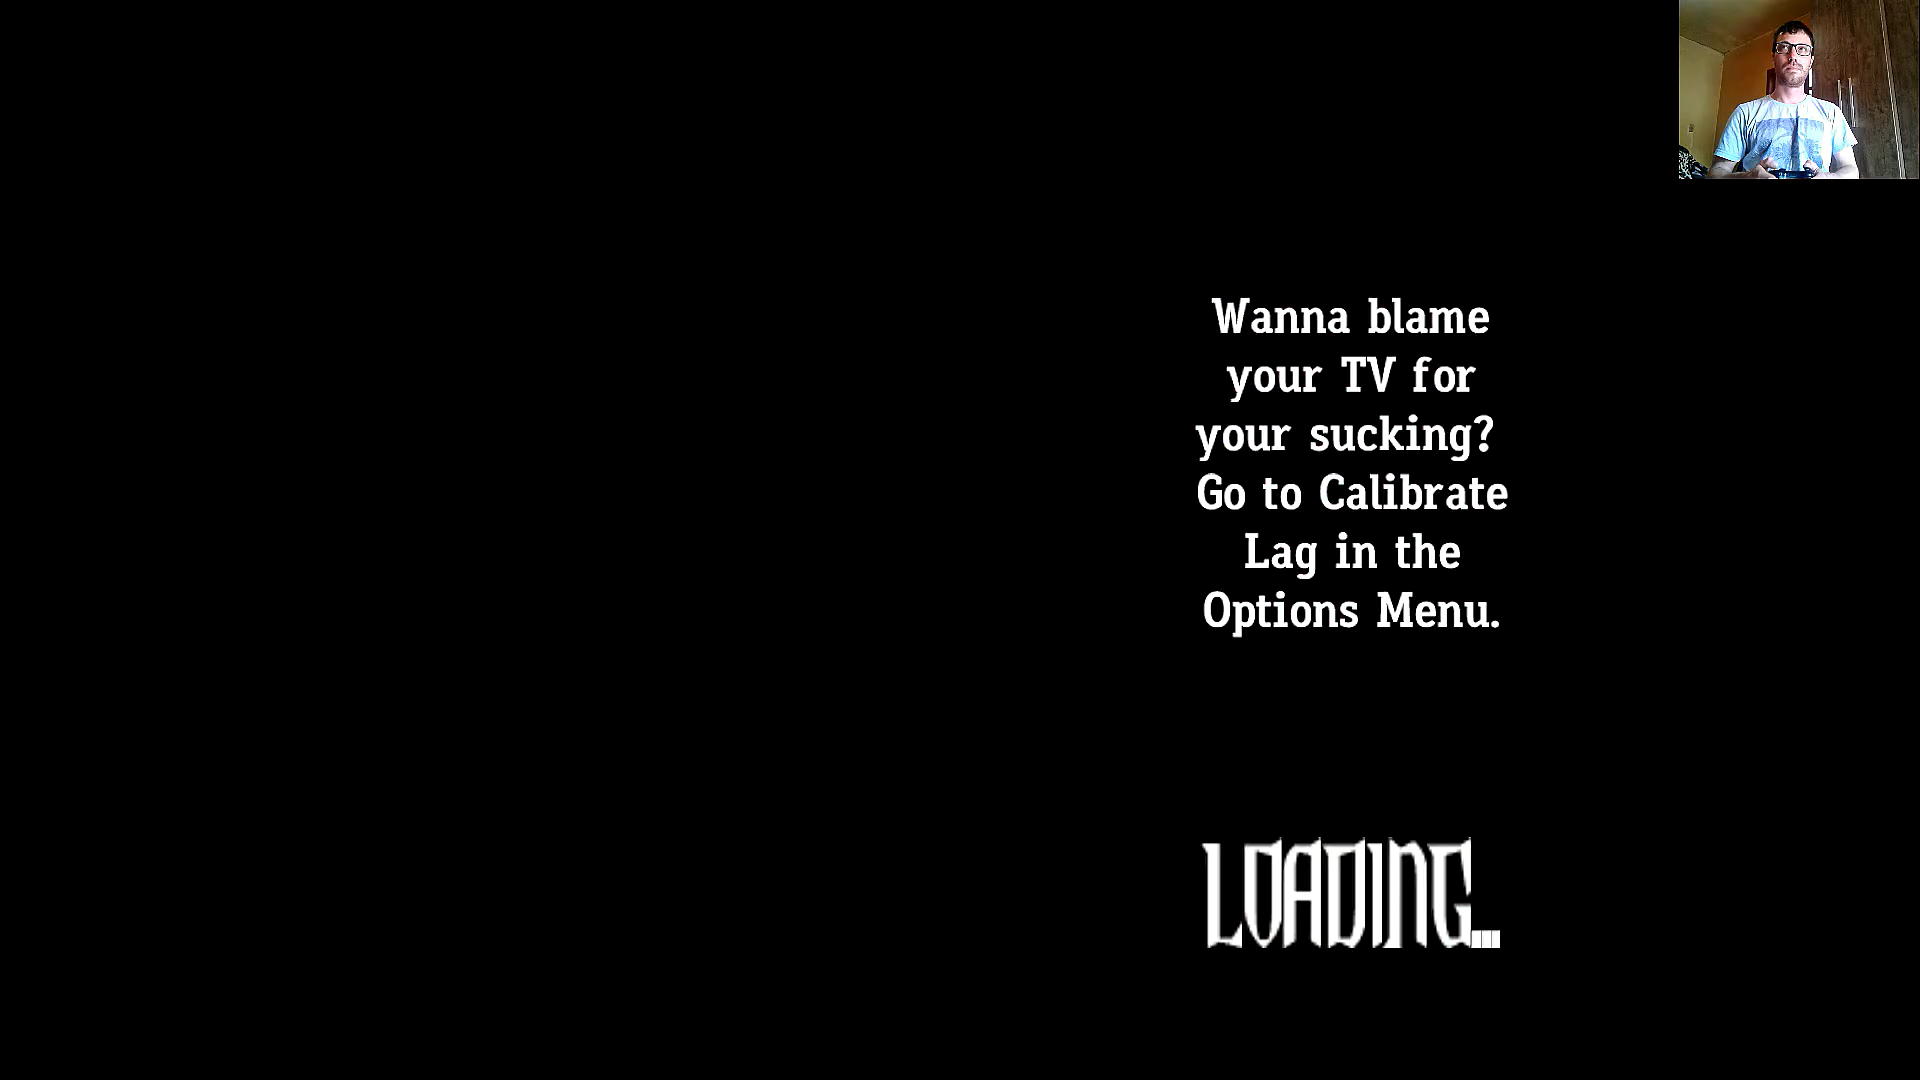 Wanna blame
your TV for
your sucking?
Go to Calibrate
Lag in the
Options Menu.
LOADING...